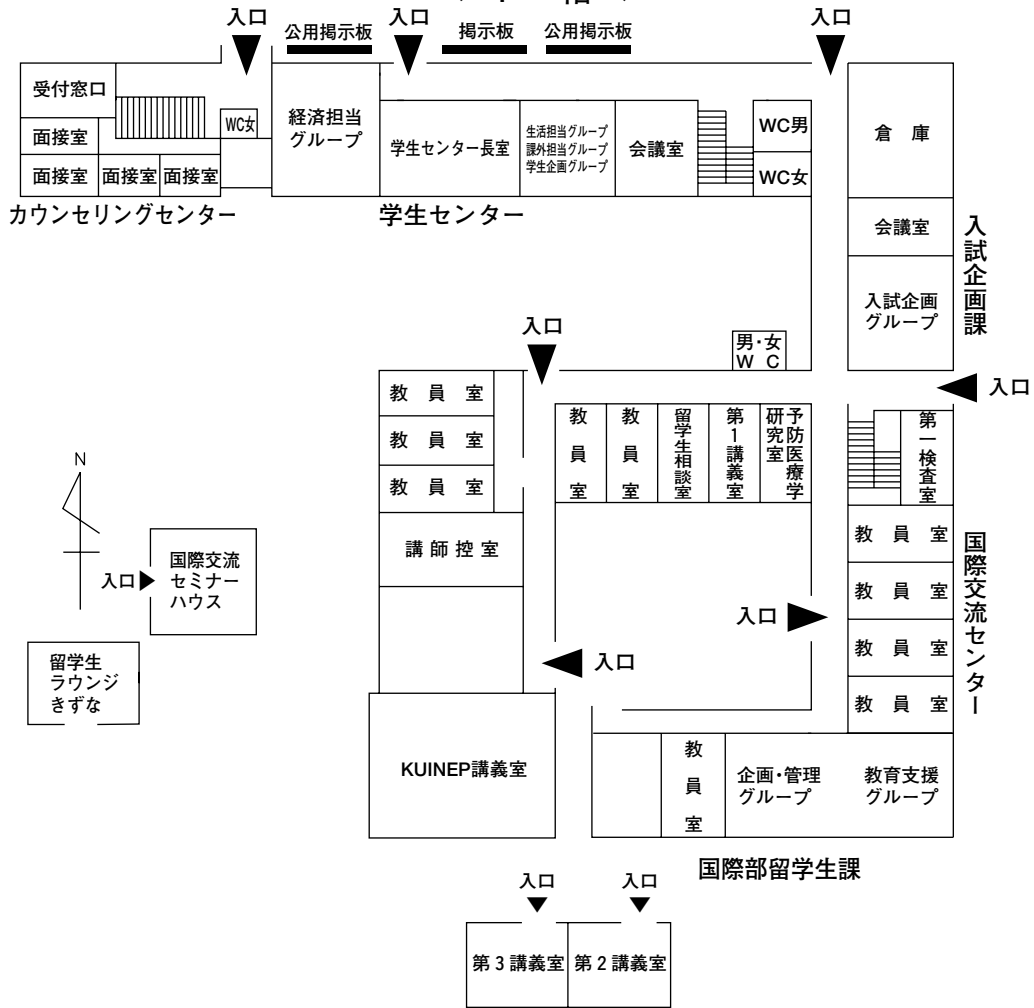 入口
公用掲示板
入口
掲示板
公用掲示板
入口
受付窓口
面接室
面接室
面接室
面接室
WC女
経済担当
グループ
学生センター長室
生活担当グループ
課外担当グループ
学生企画グループ
会議室
WC男
WC女
倉 庫
カウンセリングセンター
学生センター
会議室
入試企画
グループ
入試企画課
入口
男・女
W C
入口
教 員 室
教 員 室
教 員 室
講 師 控 室
教員室
教員室
留学生相談室
第1講義室
予防医療学
研究室
第一検査室
教 員 室
教 員 室
教 員 室
教 員 室
国際交流センター
N
入口
国際交流
セミナー
ハウス
留学生
ラウンジ
きずな
入口
入口
KUINEP講義室
教員室
企画・管理
グループ
教育支援
グループ
国際部留学生課
入口
入口
第3講義室
第2講義室